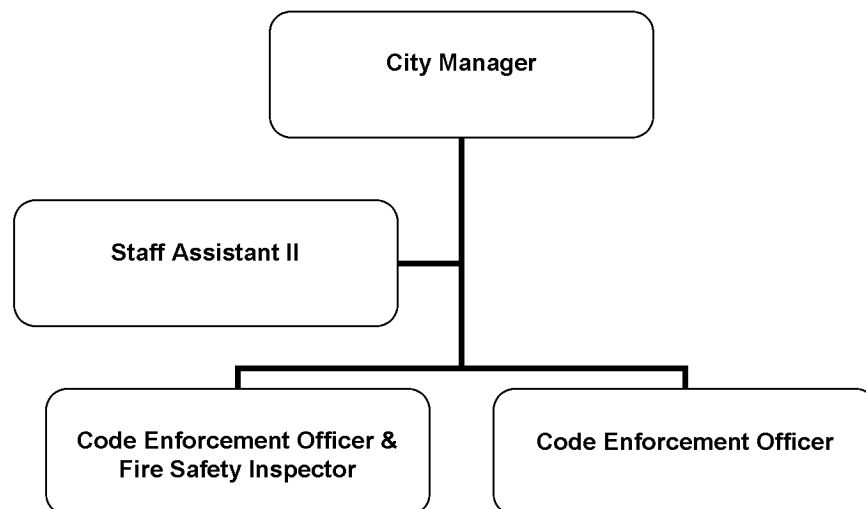 City Manager
Staff Assistant II
Code Enforcement Officer &
Fire Safety Inspector
Code Enforcement Officer